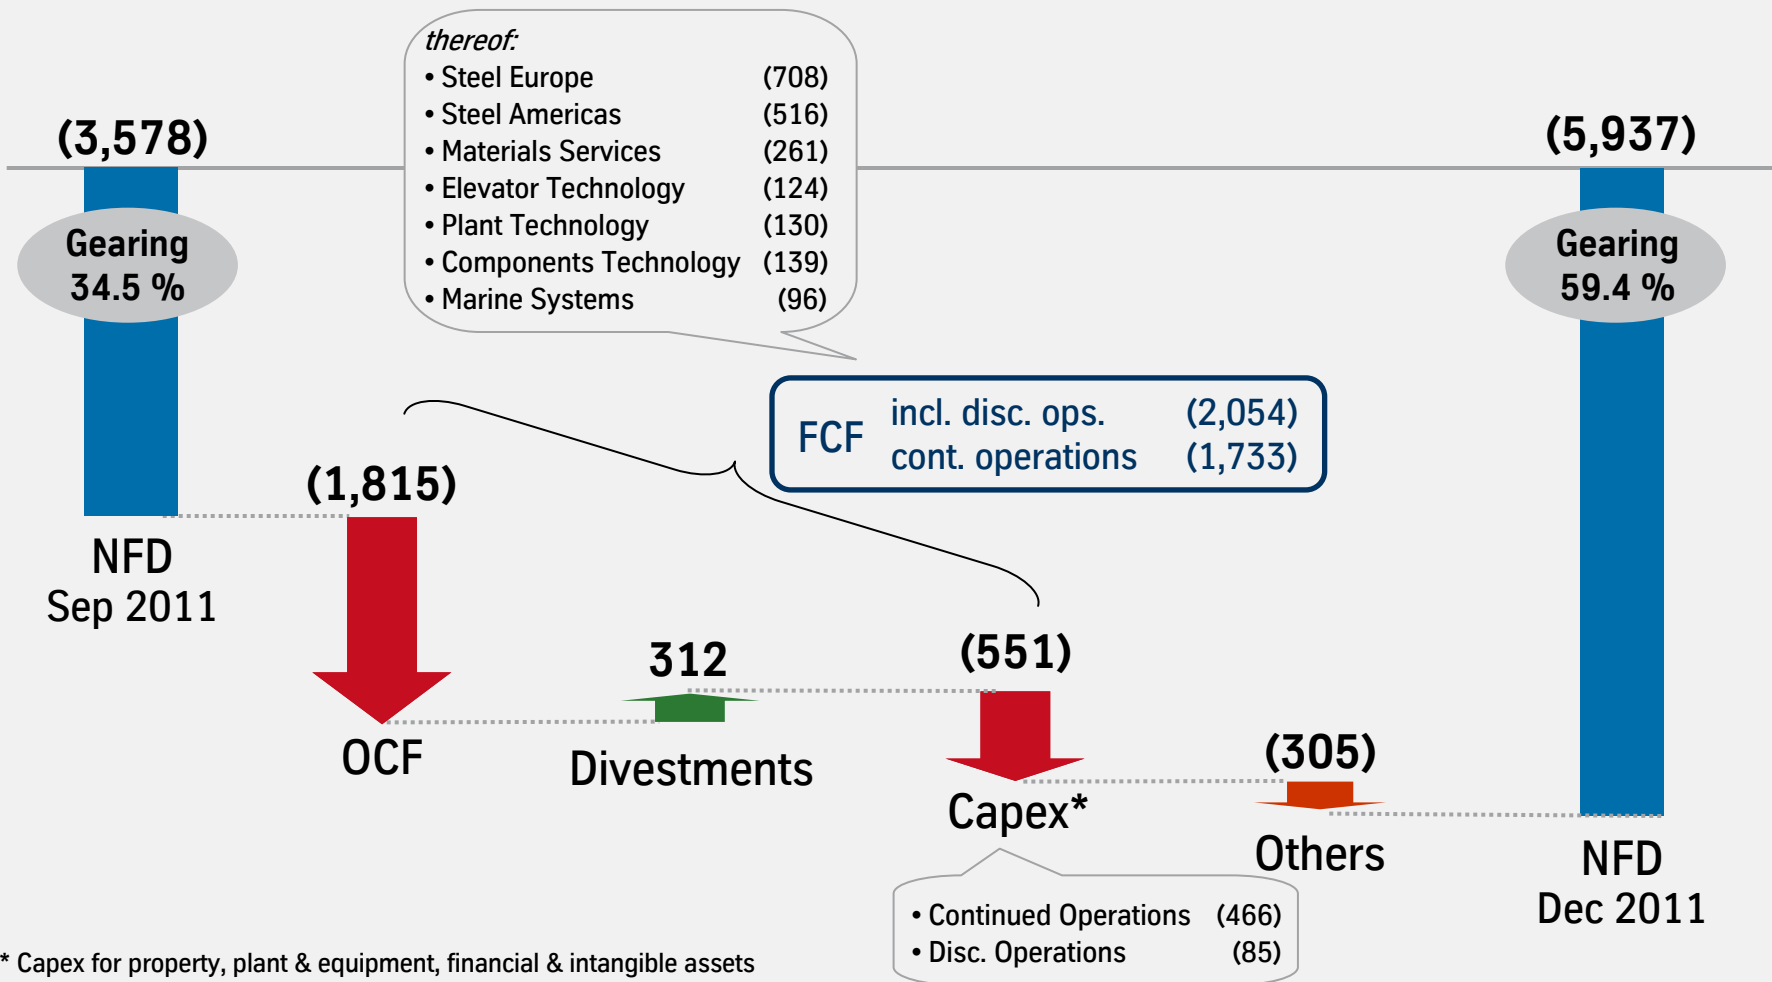 thereof:
• Steel Europe (708)
• Steel Americas (516)
• Materials Services (261)
• Elevator Technology (124)
• Plant Technology (130)
• Components Technology (139)
• Marine Systems (96)
(3,578)
(5,937)
Gearing
34.5 %
Gearing
59.4 %
FCF
incl. disc. ops. (2,054)
cont. operations (1,733)
(1,815)
NFD
Sep 2011
312
(551)
OCF
Divestments
(305)
Capex*
Others
NFD
Dec 2011
• Continued Operations (466)
• Disc. Operations (85)
* Capex for property, plant & equipment, financial & intangible assets